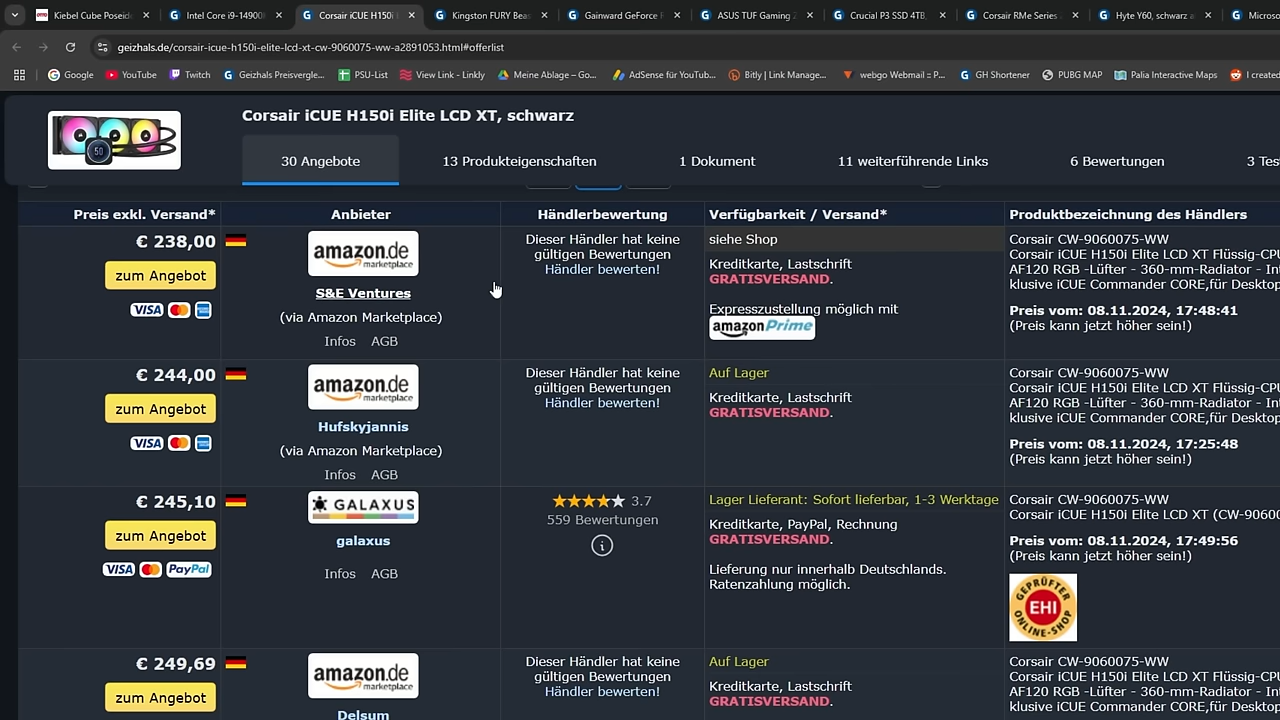 Kiebel Cube Poseid
Intel Core i9-14900K
Corsair iCUE H150i E
Kingston FURY Beas
Gainward GeForce R
ASUS TUF Gaming Z
Crucial P3 SSD 4TB,
Corsair RMe Series
Hyte Y60, schwarz a
Microso
geizhals.de/corsair-icue-h150i-elite-lcd-xt-cw-9060075-ww-a2891053.html#offerlist
Google
YouTube
Twitch
Geizhals Preisvergle...
PSU-List
View Link - Linkly
Meine Ablage – Go...
AdSense für YouTub...
Bitly | Link Manage...
webgo Webmail :: P...
GH Shortener
PUBG MAP
Palia Interactive Maps
I created
Corsair iCUE H150i Elite LCD XT, schwarz
50
30 Angebote
13 Produkteigenschaften
1 Dokument
11 weiterführende Links
6 Bewertungen
3 Tes
Preis exkl. Versand*
Anbieter
Händlerbewertung
Verfügbarkeit / Versand*
Produktbezeichnung des Händlers
€ 238,00
zum Angebot
VISA
amazon.de
marketplace
S&E Ventures
(via Amazon Marketplace)
Infos AGB
Dieser Händler hat keine
gültigen Bewertungen
Händler bewerten!
siehe Shop
Kreditkarte, Lastschrift
GRATISVERSAND.
Expresszustellung möglich mit
amazonPrime
Corsair CW-9060075-WW
Corsair iCUE H150i Elite LCD XT Flüssig-CPU
AF120 RGB -Lüfter - 360-mm-Radiator - Int
klusive iCUE Commander CORE,für Desktop
Preis vom: 08.11.2024, 17:48:41
(Preis kann jetzt höher sein!)
€ 244,00
zum Angebot
VISA
amazon.de
marketplace
Hufskyjannis
(via Amazon Marketplace)
Infos AGB
Dieser Händler hat keine
gültigen Bewertungen
Händler bewerten!
Auf Lager
Kreditkarte, Lastschrift
GRATISVERSAND.
Corsair CW-9060075-WW
Corsair iCUE H150i Elite LCD XT Flüssig-CPU
AF120 RGB -Lüfter - 360-mm-Radiator - Int
klusive iCUE Commander CORE,für Desktop
Preis vom: 08.11.2024, 17:25:48
(Preis kann jetzt höher sein!)
€ 245,10
zum Angebot
VISA PayPal
GALAXUS
galaxus
Infos AGB
3.7
559 Bewertungen
Lager Lieferant: Sofort lieferbar, 1-3 Werktage
Kreditkarte, PayPal, Rechnung
GRATISVERSAND.
Lieferung nur innerhalb Deutschlands.
Ratenzahlung möglich.
Corsair CW-9060075-WW
Corsair iCUE H150i Elite LCD XT (CW-90600
Preis vom: 08.11.2024, 17:49:56
(Preis kann jetzt höher sein!)
GEPRÜFTER
EHI
ONLINE-SHOP
€ 249,69
zum Angebot
amazon.de
marketplace
Delsum
Dieser Händler hat keine
gültigen Bewertungen
Händler bewerten!
Auf Lager
Kreditkarte, Lastschrift
GRATISVERSAND.
Corsair CW-9060075-WW
Corsair iCUE H150i Elite LCD XT Flüssig-CPU
AF120 RGB -Lüfter - 360-mm-Radiator - Int
klusive iCUE Commander CORE,für Desktop